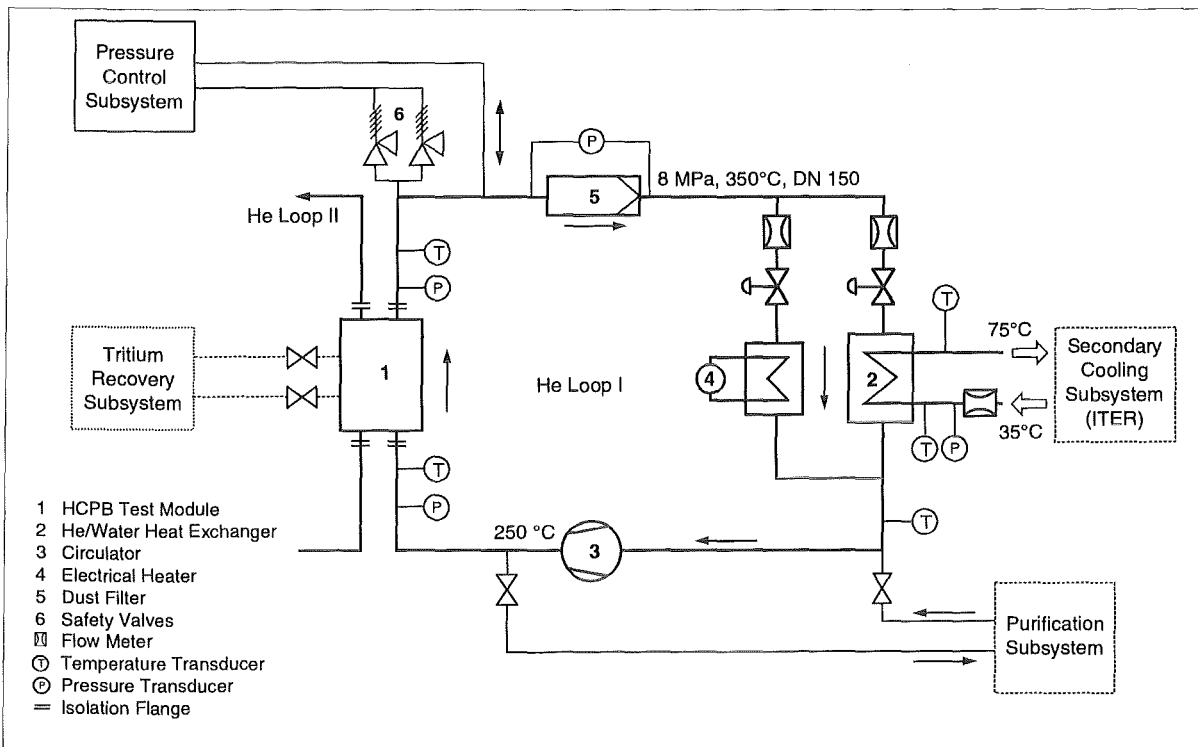 Pressure
Control
Subsystem
6
P
8 MPa, 350°C, DN 150
5
He Loop II
T
P
T
75°C
Tritium
Recovery
Subsystem
1
He Loop I
4
2
Secondary
Cooling
Subsystem
(ITER)
35°C
T
P
T
P
T
250 °C
3
1 HCPB Test Module
2 He/Water Heat Exchanger
3 Circulator
4 Electrical Heater
5 Dust Filter
6 Safety Valves
Flow Meter
T Temperature Transducer
P Pressure Transducer
Isolation Flange
Purification
Subsystem